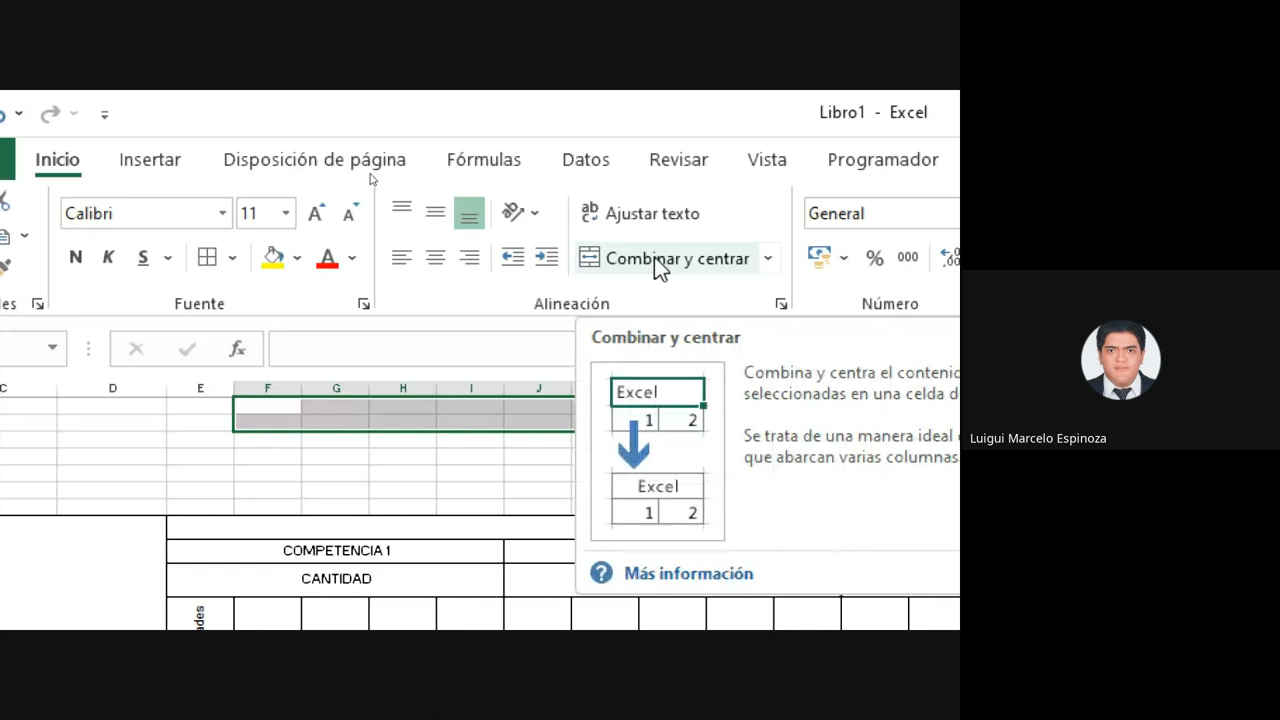 Libro1 - Excel
Inicio
Insertar
Disposición de página
Fórmulas
Datos
Revisar
Vista
Programador
Calibri
11
A A
ab Ajustar texto
General
N K S
A
Combinar y centrar
% 000
Fuente
Alineación
Número
fx
Combinar y centrar
D E F G H I J
Excel
1 2
Excel
1 2
Combina y centra el
seleccionadas en una celda
Se trata de una manera ideal
que abarcan varias columnas
Más información
COMPETENCIA 1
CANTIDAD
Luigui Marcelo Espinoza